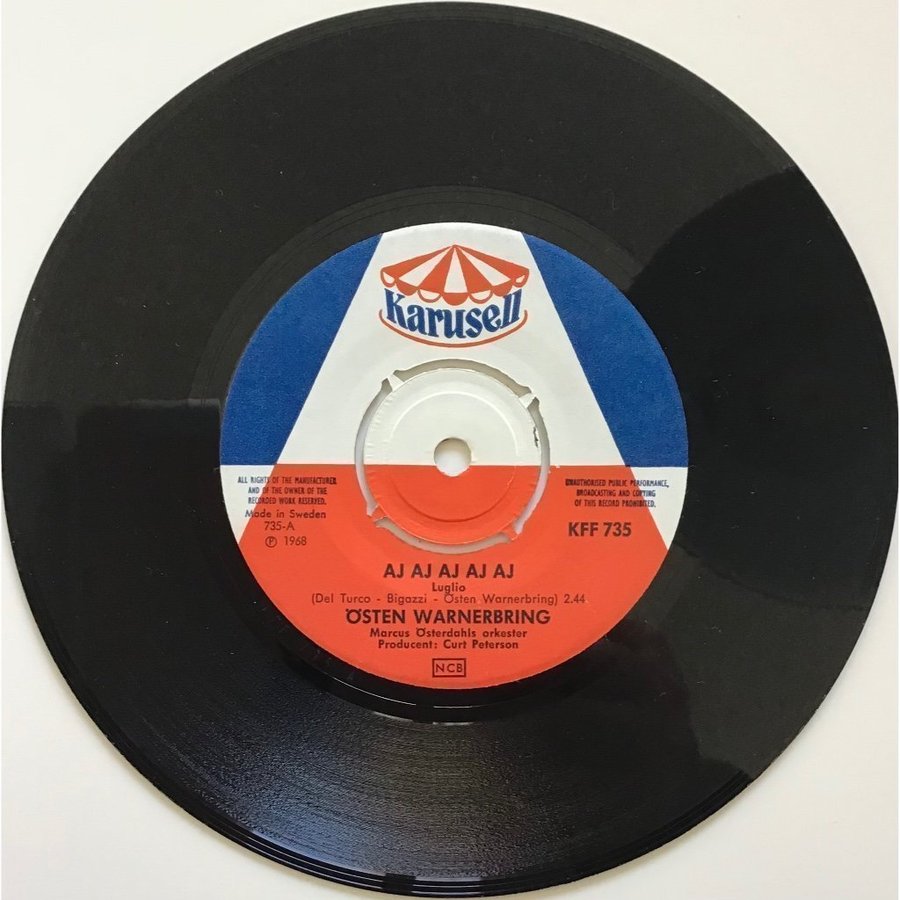 Karusell
ALL RIGHTS OF THE MANUFACTURER
AND OF THE OWNER OF THE
RECORDED WORK RESERVED.
Made in Sweden
735-A
Ⓟ 1968
UNAUTHORISED PUBLIC PERFORMANCE,
BROADCASTING AND COPYING
OF THIS RECORD PROHIBITED.
KFF 735
AJ AJ AJ AJ AJ
Luglio
(Del Turco - Bigazzi - Östen Warnerbring) 2.44
ÖSTEN WARNERBRING
Marcus Österdahls orkester
Producent: Curt Peterson
NCB